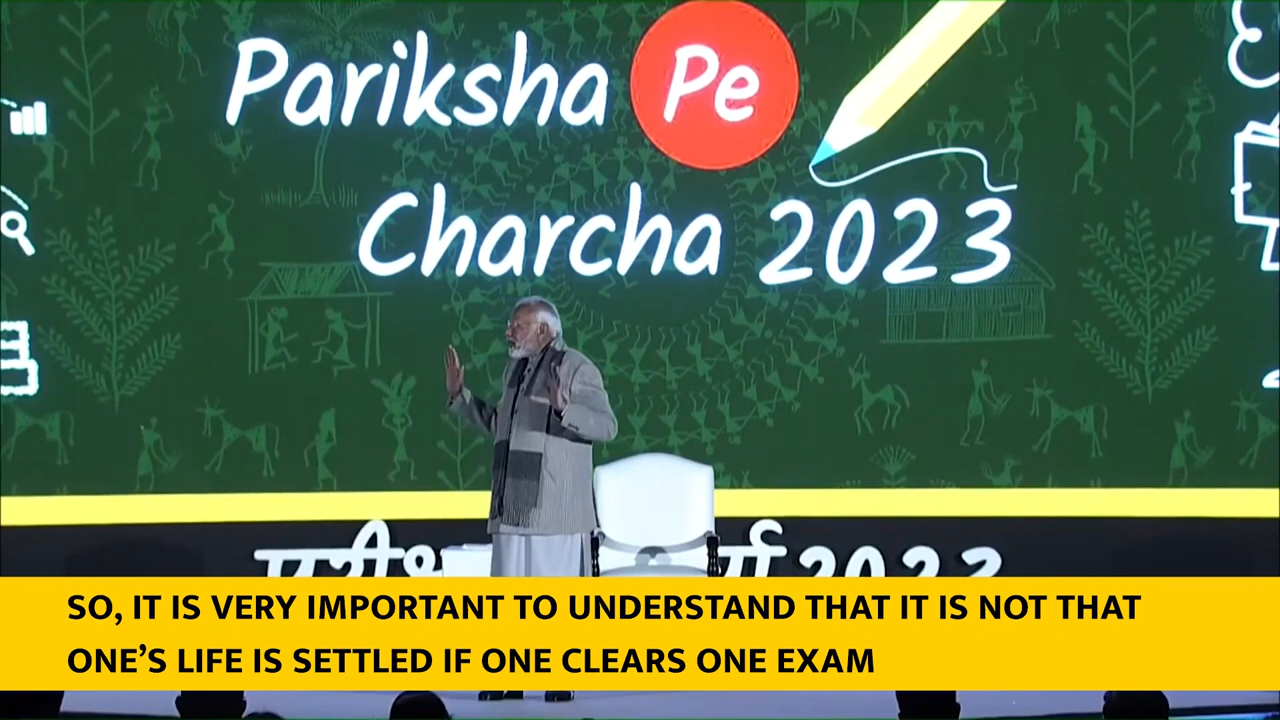 Pariksha Pe
Charcha 2023
2023
SO, IT IS VERY IMPORTANT TO UNDERSTAND THAT IT IS NOT THAT
ONE’S LIFE IS SETTLED IF ONE CLEARS ONE EXAM